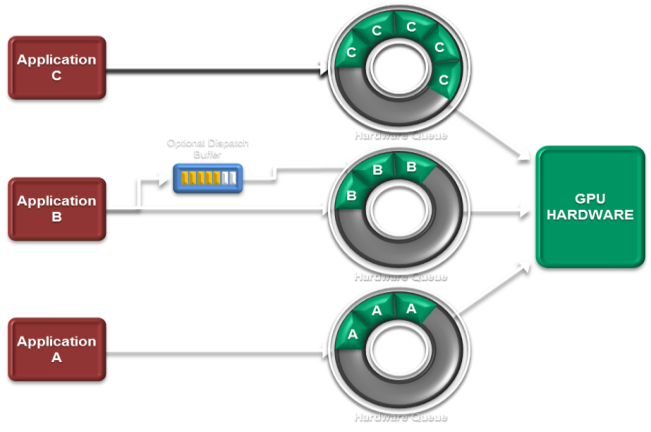 Application
C
C
C
C
C
C
Hardware Queue
Optional Dispatch
Buffer
Application
B
B
B
B
Hardware Queue
GPU
HARDWARE
Application
A
A
A
A
Hardware Queue